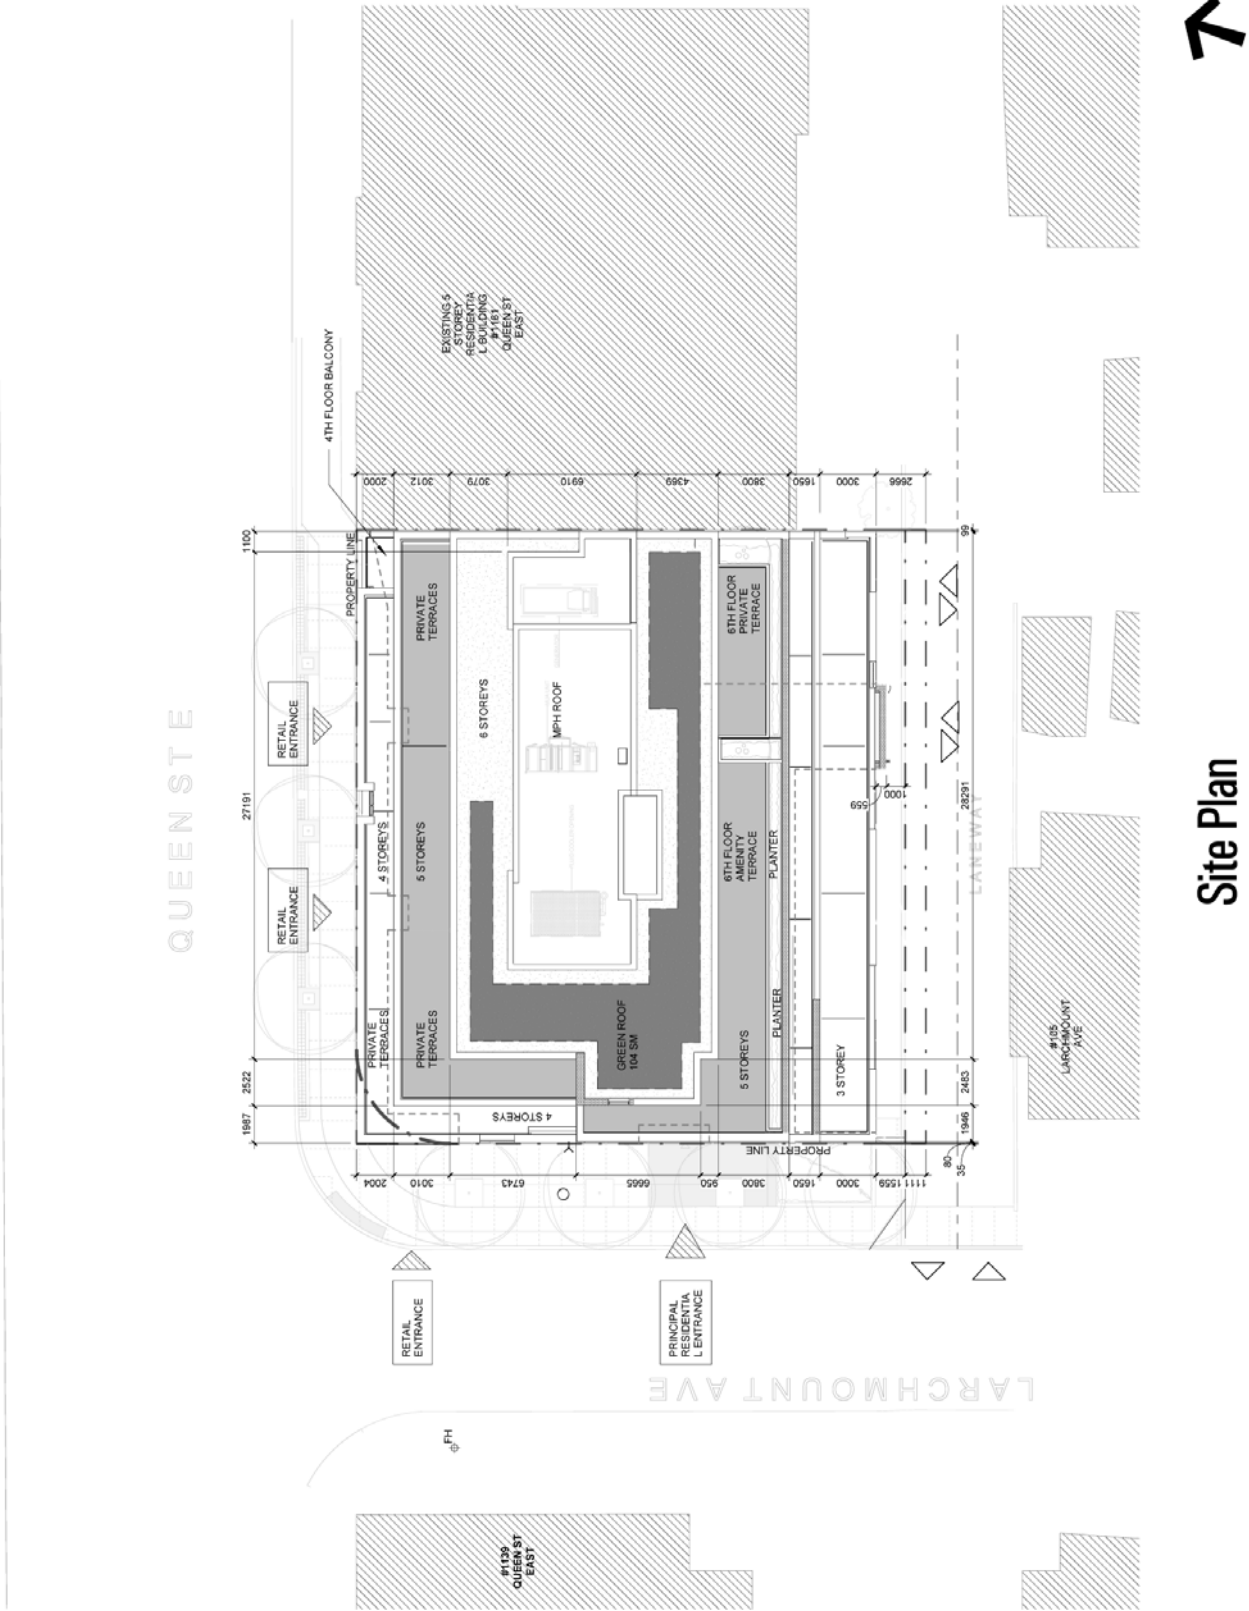 QUEEN ST E
RETAIL
ENTRANCE
RETAIL
ENTRANCE
4TH FLOOR BALCONY
EXISTING 5
STOREY
RESIDENTIA
L BUILDING
#1161
QUEEN ST
EAST
1987
2522
27191
1100
PROPERTY LINE
PRIVATE
TERRACES
4 STOREYS
PRIVATE
TERRACES
5 STOREYS
PRIVATE
TERRACES
6 STOREYS
MPH ROOF
4 STOREYS
GREEN ROOF
104 SM
6TH FLOOR
AMENITY
TERRACE
6TH FLOOR
PRIVATE
TERRACE
5 STOREYS
PLANTER
PLANTER
3 STOREY
PROPERTY LINE
2004
3010
6743
6665
950
3800
1650
3000
1559
1111
2000
3012
3079
6910
4369
3800
1650
3000
2666
559
1000
80
35
1946
2483
28291
99
LANEWAY
RETAIL
ENTRANCE
PRINCIPAL
RESIDENTIA
L ENTRANCE
LARCHMOUNT AVE
FH
#1139
QUEEN ST
EAST
#105
LARCHMOUNT
AVE
Site Plan